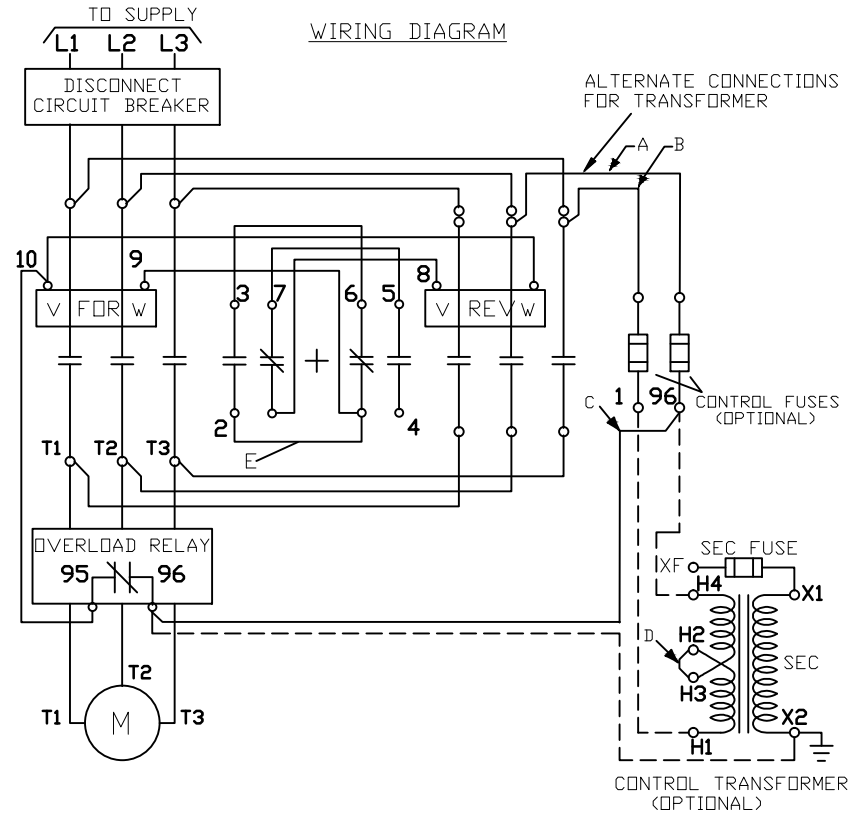 TO SUPPLY
WIRING DIAGRAM
L1 L2 L3
DISCONNECT
CIRCUIT BREAKER
ALTERNATE CONNECTIONS
FOR TRANSFORMER
A B
10 9 8
3 7 6 5
V FOR W
V REV W
2 4
E
C 1 96
CONTROL FUSES
(OPTIONAL)
T1 T2 T3
OVERLOAD RELAY
95 96
SEC FUSE
XF
H4 X1
D H2
SEC
H3
X2
H1
T2
T1 M T3
CONTROL TRANSFORMER
(OPTIONAL)